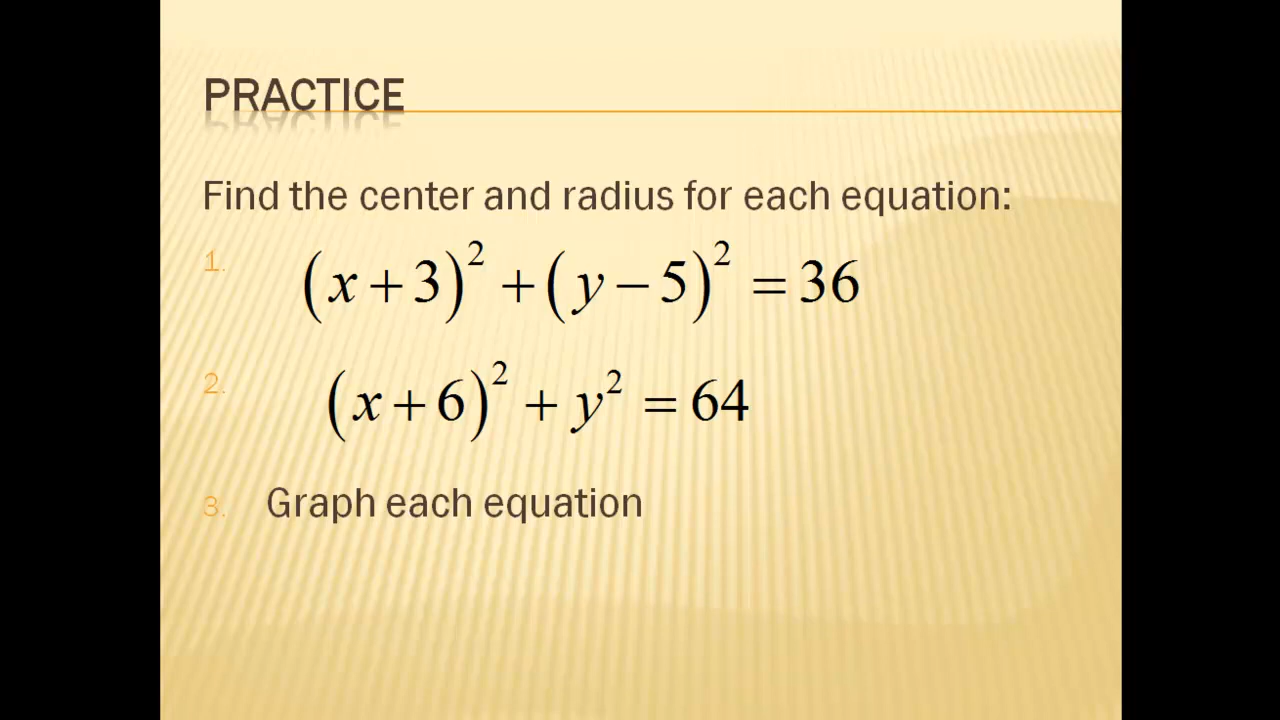 PRACTICE
Find the center and radius for each equation:
1. (x + 3)² + (y − 5)² = 36
2. (x + 6)² + y² = 64
3. Graph each equation